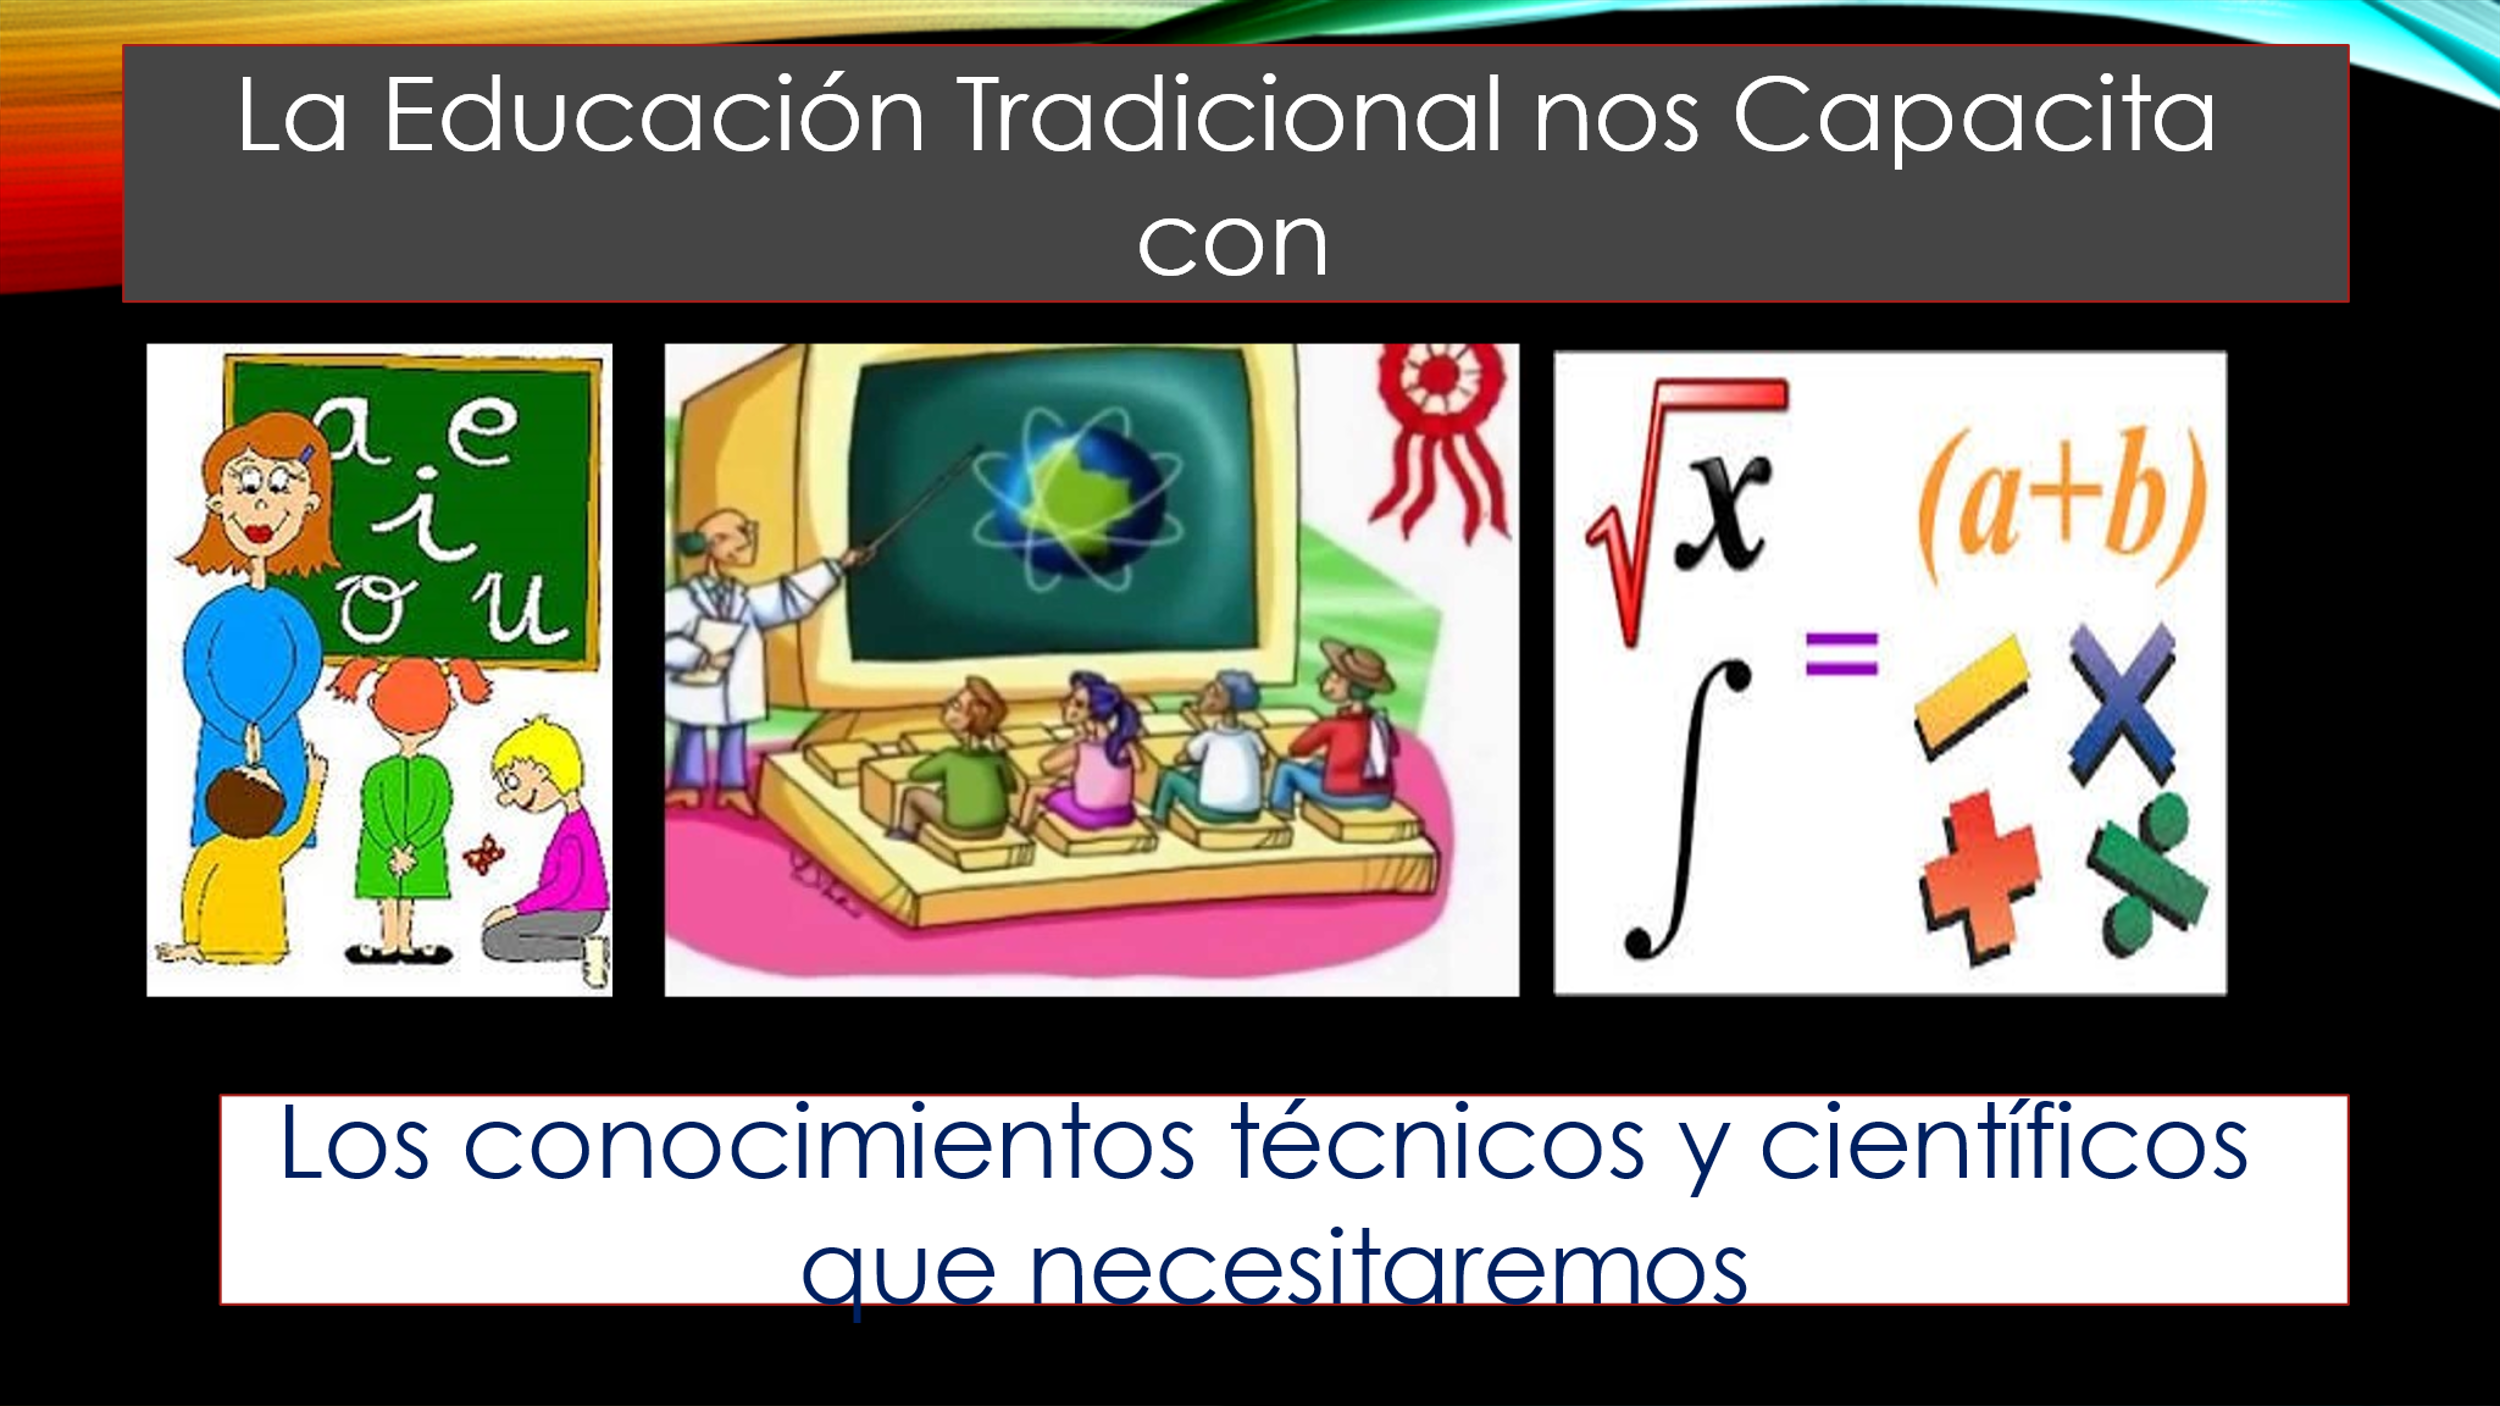 La Educación Tradicional nos Capacita
con
a e
i
o u
√x
(a+b)
=
∫
− ×
+ ÷
Los conocimientos técnicos y científicos
que necesitaremos